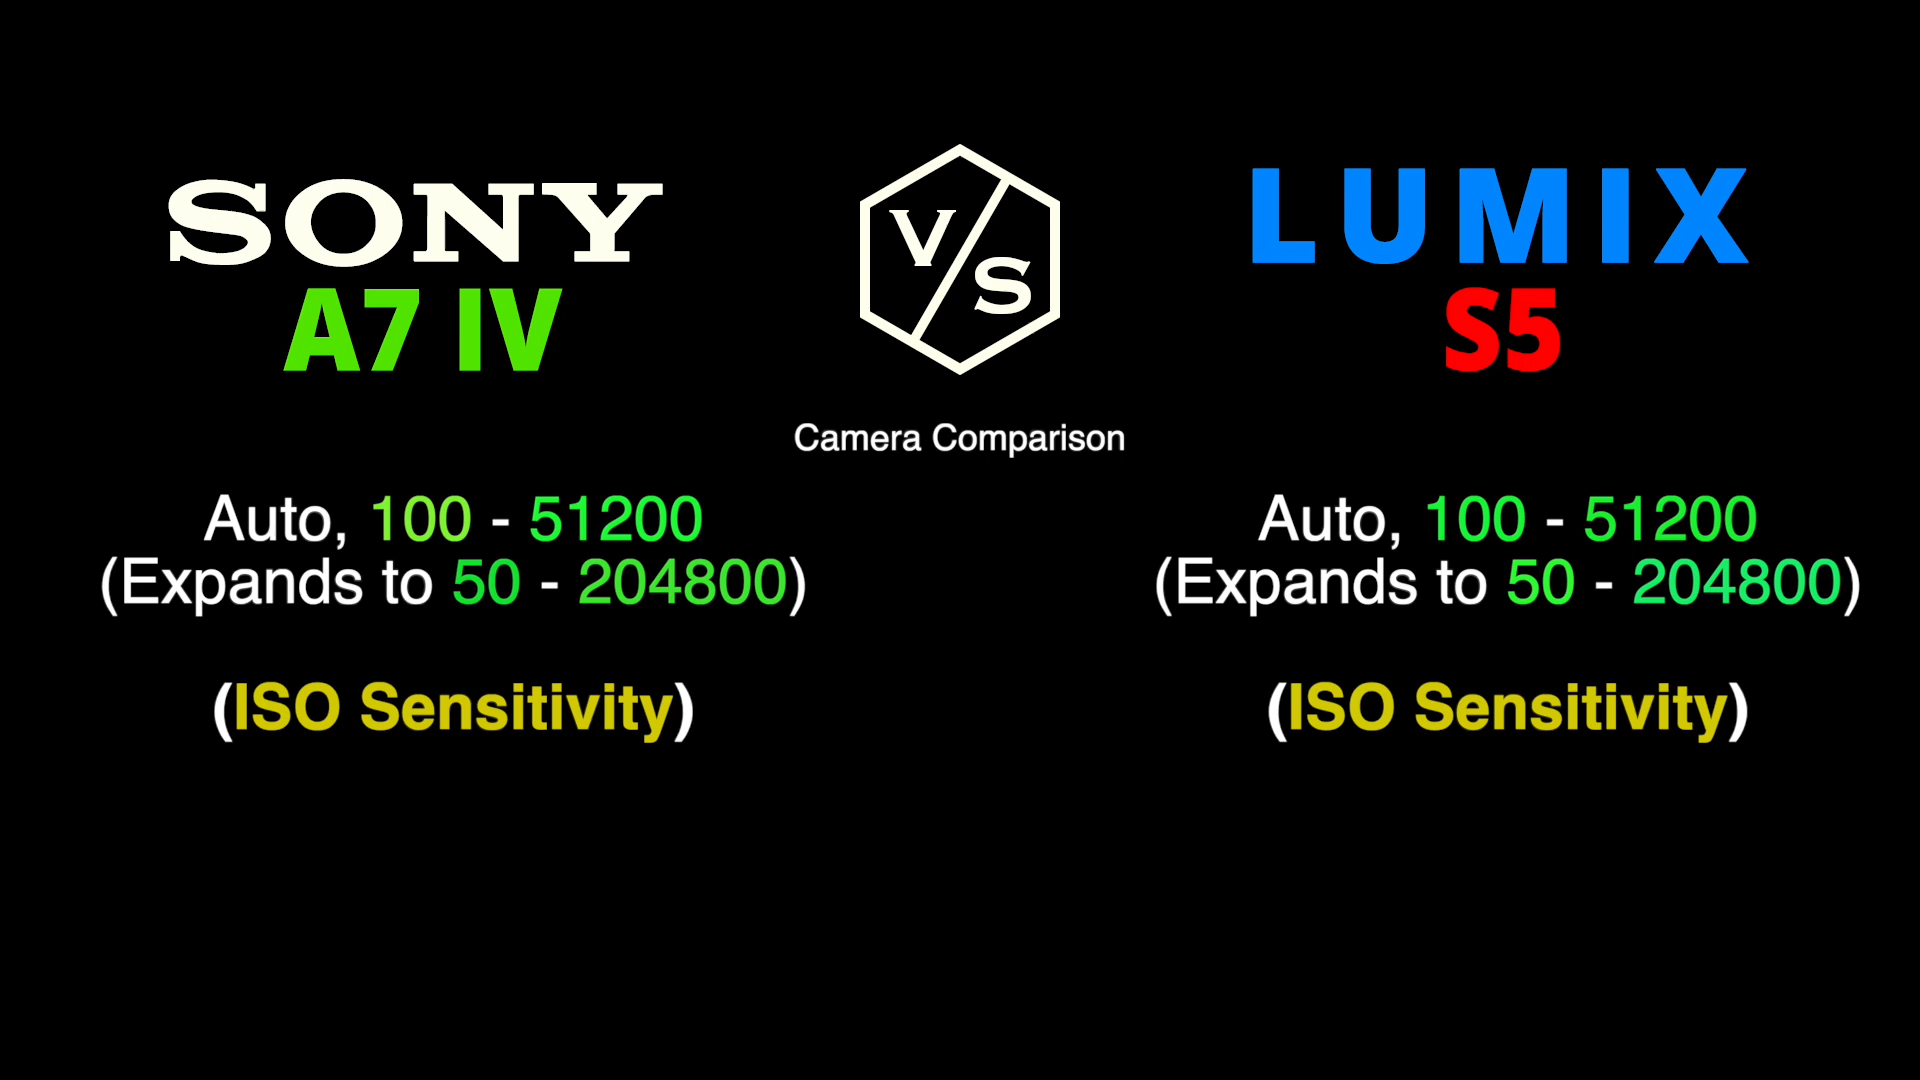 SONY
A7 IV
VS
LUMIX
S5
Camera Comparison
Auto, 100 - 51200
(Expands to 50 - 204800)
(ISO Sensitivity)
Auto, 100 - 51200
(Expands to 50 - 204800)
(ISO Sensitivity)